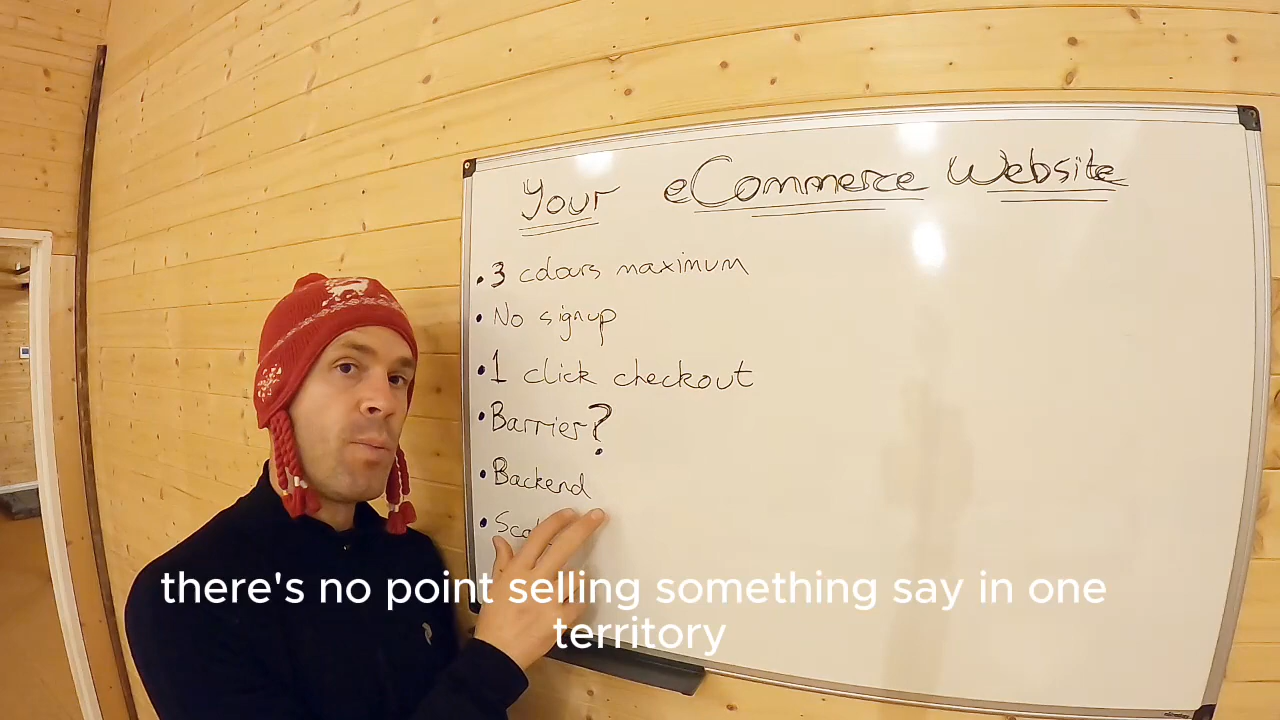 Your eCommerce Website
• 3 colours maximum
• No signup
• 1 click checkout
• Barrier?
• Backend
there's no point selling something say in one
territory